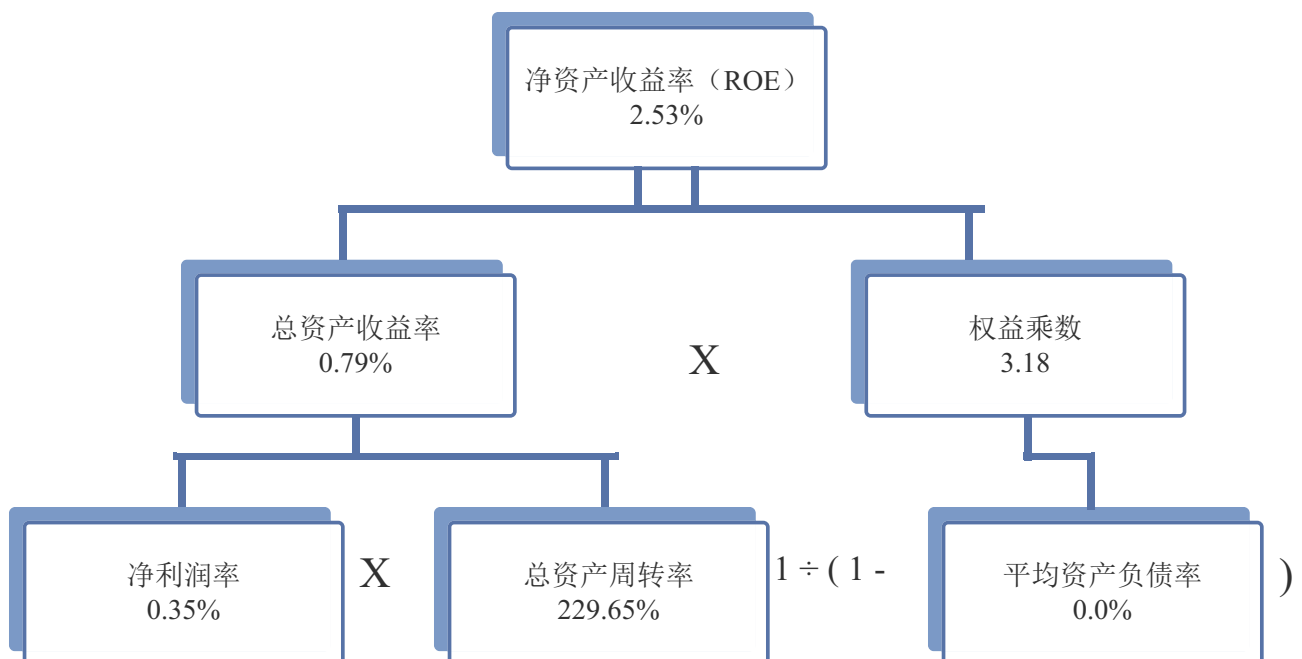 净资产收益率（ROE）
2.53%
总资产收益率
0.79%
X
权益乘数
3.18
净利润率
0.35%
X
总资产周转率
229.65%
1 ÷ ( 1 -
平均资产负债率
0.0%
)